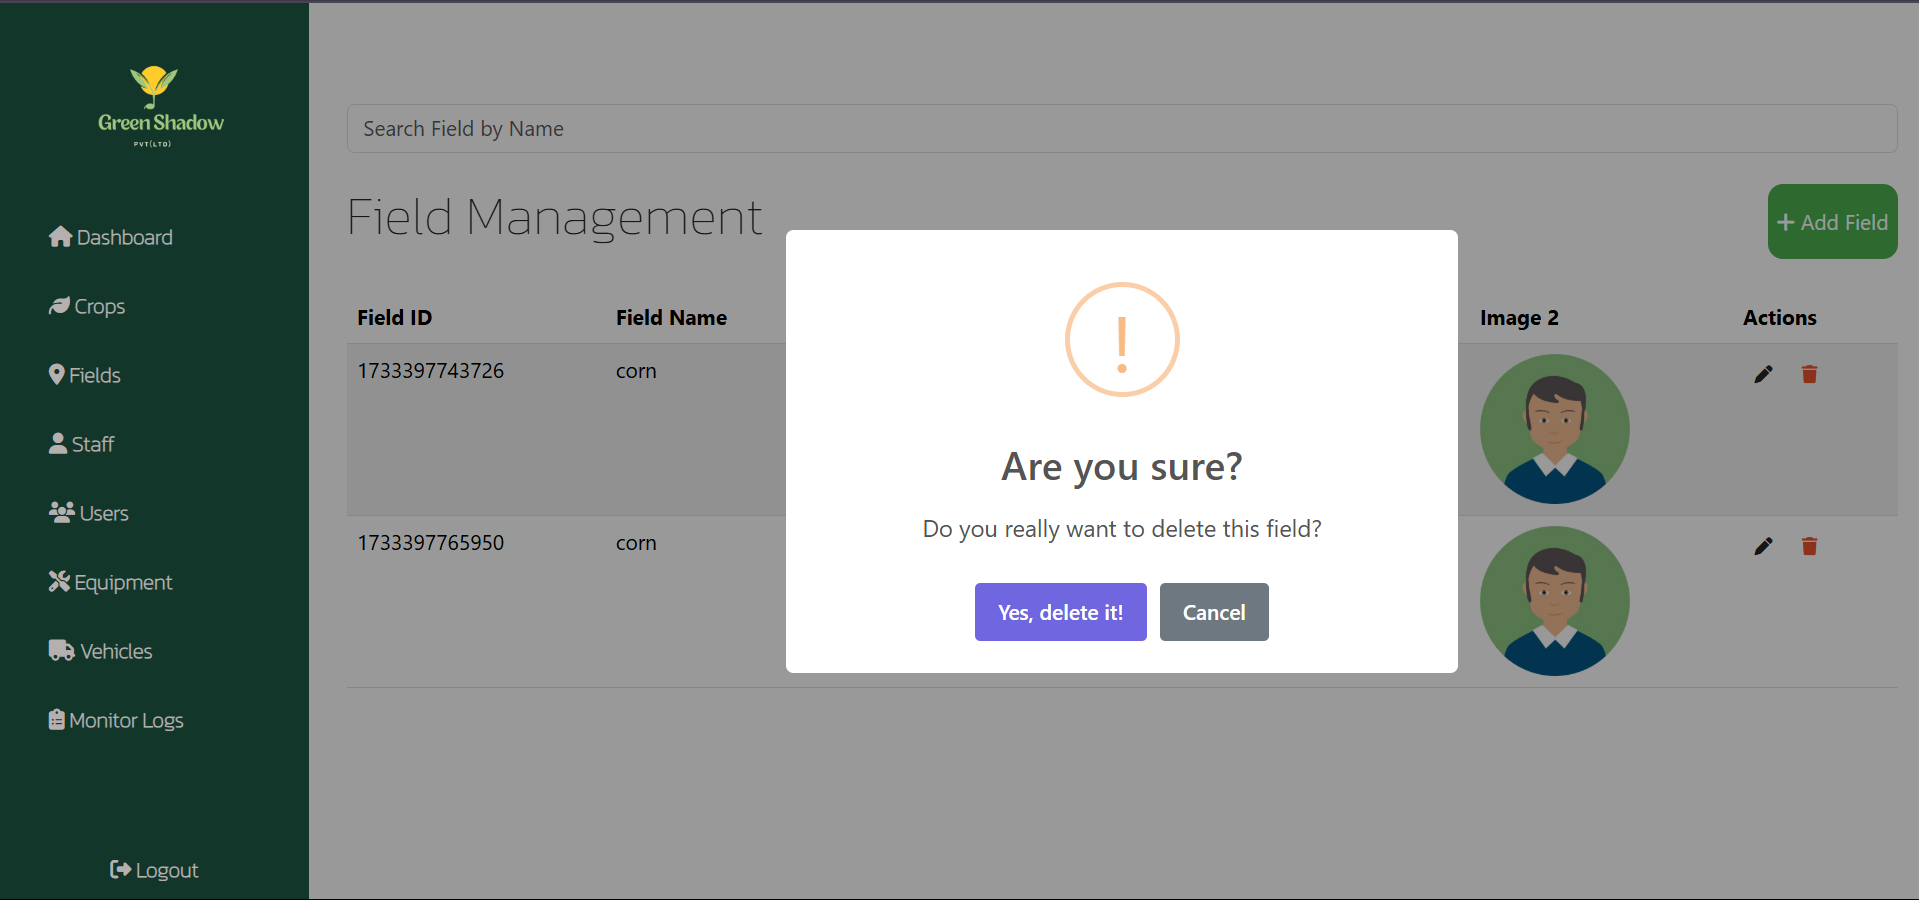 Green Shadow
PVT(LTD)
Dashboard
Crops
Fields
Staff
Users
Equipment
Vehicles
Monitor Logs
Logout
Search Field by Name
Field Management
+ Add Field
Field ID Field Name Image 2 Actions
1733397743726 corn
1733397765950 corn
!
Are you sure?
Do you really want to delete this field?
Yes, delete it! Cancel